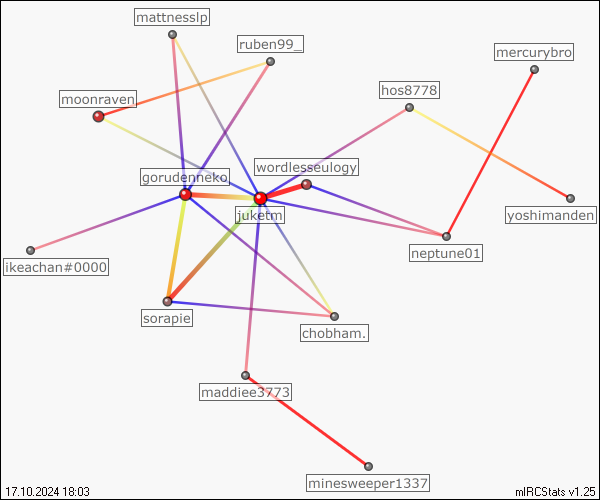 mattnesslp
ruben99_
mercurybro
hos8778
moonraven
wordlesseulogy
gorudenneko
juketm
yoshimanden
neptune01
ikeachan#0000
sorapie
chobham.
maddiee3773
minesweeper1337
17.10.2024 18:03
mIRCStats v1.25